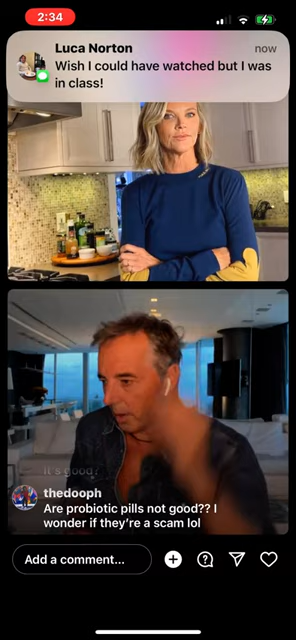 2:34
Luca Norton
now
Wish I could have watched but I was
in class!
It's good?
thedooph
Are probiotic pills not good?? I
wonder if they're a scam lol
Add a comment...